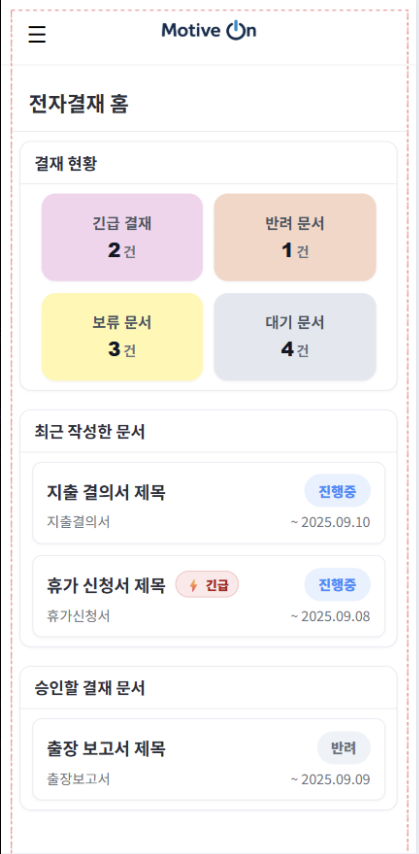 Motive On
전자결재 홈
결재 현황
긴급 결재
2건
반려 문서
1건
보류 문서
3건
대기 문서
4건
최근 작성한 문서
지출 결의서 제목
진행중
지출결의서
~ 2025.09.10
휴가 신청서 제목
긴급
진행중
휴가신청서
~ 2025.09.08
승인할 결재 문서
출장 보고서 제목
반려
출장보고서
~ 2025.09.09